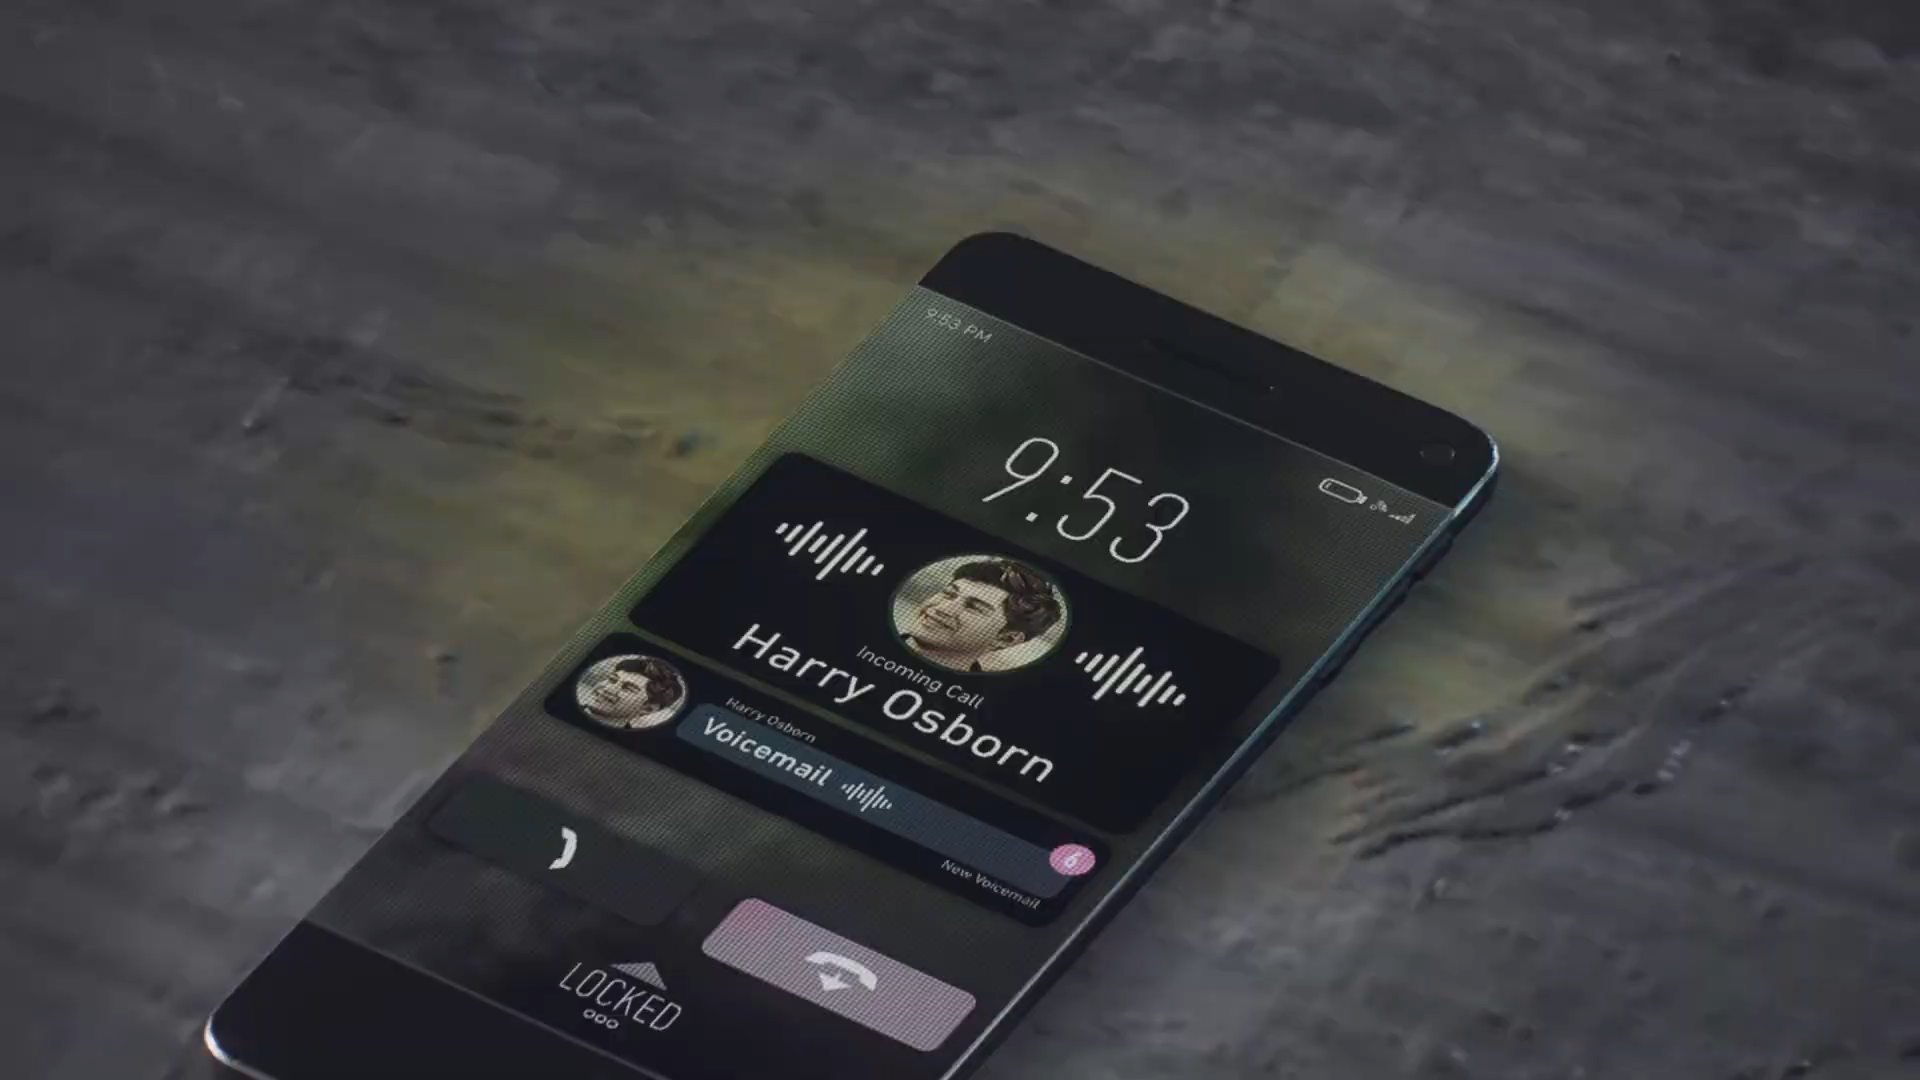 9:53 PM
9:53
Incoming Call
Harry Osborn
Harry Osborn
Voicemail
6
New Voicemail
LOCKED